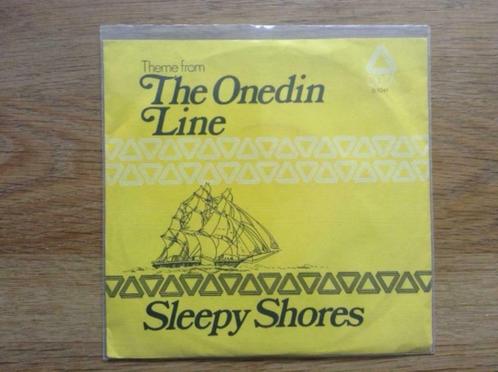 Theme from
The Onedin
Line
Sleepy Shores